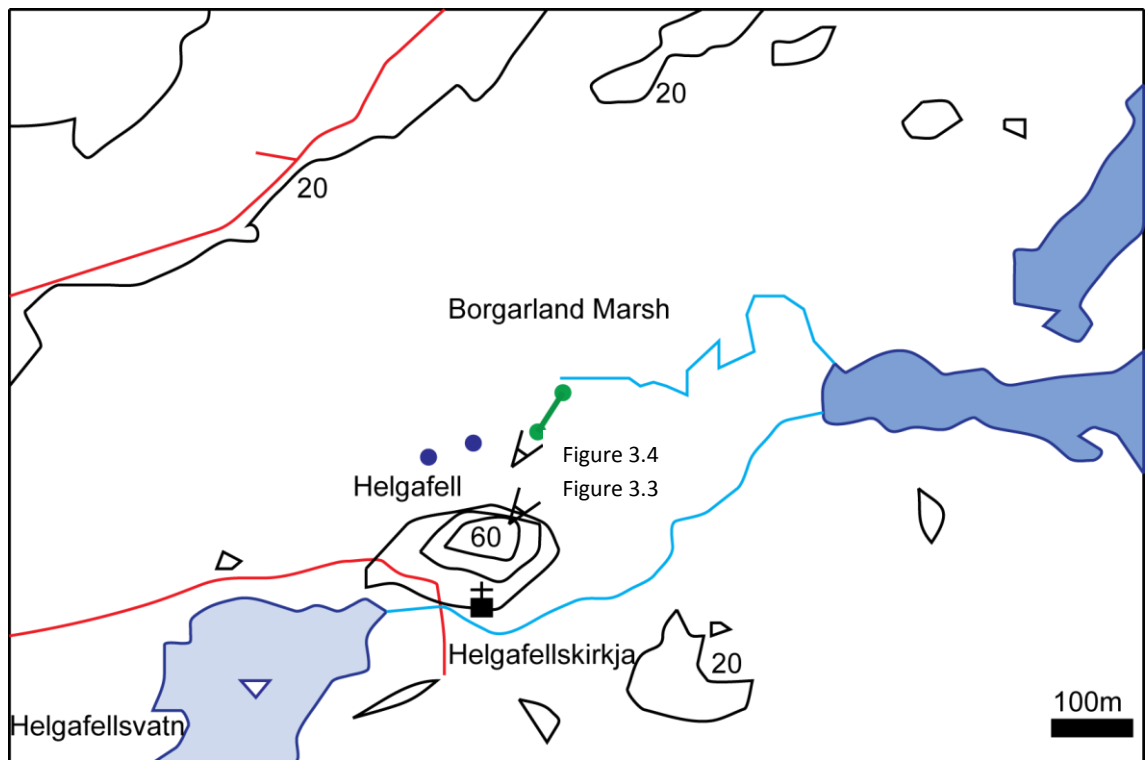 20
20
Borgarland Marsh
Figure 3.4
Helgafell
Figure 3.3
60
Helgafellskirkja
20
Helgafellsvatn
100m